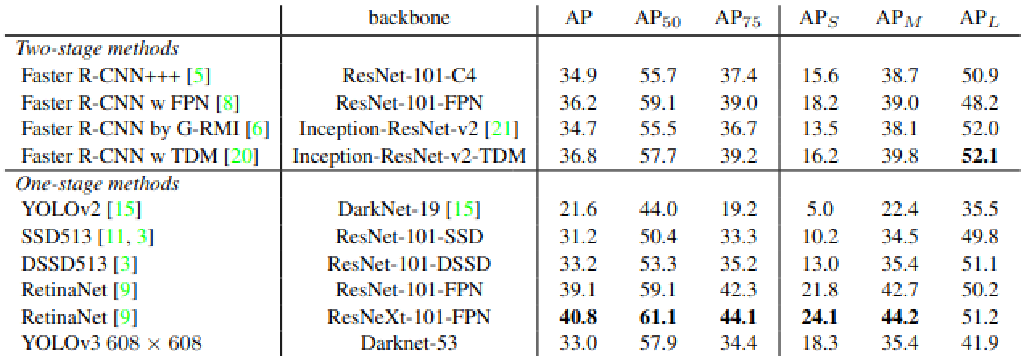 backbone AP AP50 AP75 APS APM APL
Two-stage methods
Faster R-CNN+++ [5] ResNet-101-C4 34.9 55.7 37.4 15.6 38.7 50.9
Faster R-CNN w FPN [8] ResNet-101-FPN 36.2 59.1 39.0 18.2 39.0 48.2
Faster R-CNN by G-RMI [6] Inception-ResNet-v2 [21] 34.7 55.5 36.7 13.5 38.1 52.0
Faster R-CNN w TDM [20] Inception-ResNet-v2-TDM 36.8 57.7 39.2 16.2 39.8 52.1
One-stage methods
YOLOv2 [15] DarkNet-19 [15] 21.6 44.0 19.2 5.0 22.4 35.5
SSD513 [11, 3] ResNet-101-SSD 31.2 50.4 33.3 10.2 34.5 49.8
DSSD513 [3] ResNet-101-DSSD 33.2 53.3 35.2 13.0 35.4 51.1
RetinaNet [9] ResNet-101-FPN 39.1 59.1 42.3 21.8 42.7 50.2
RetinaNet [9] ResNeXt-101-FPN 40.8 61.1 44.1 24.1 44.2 51.2
YOLOv3 608 × 608 Darknet-53 33.0 57.9 34.4 18.3 35.4 41.9